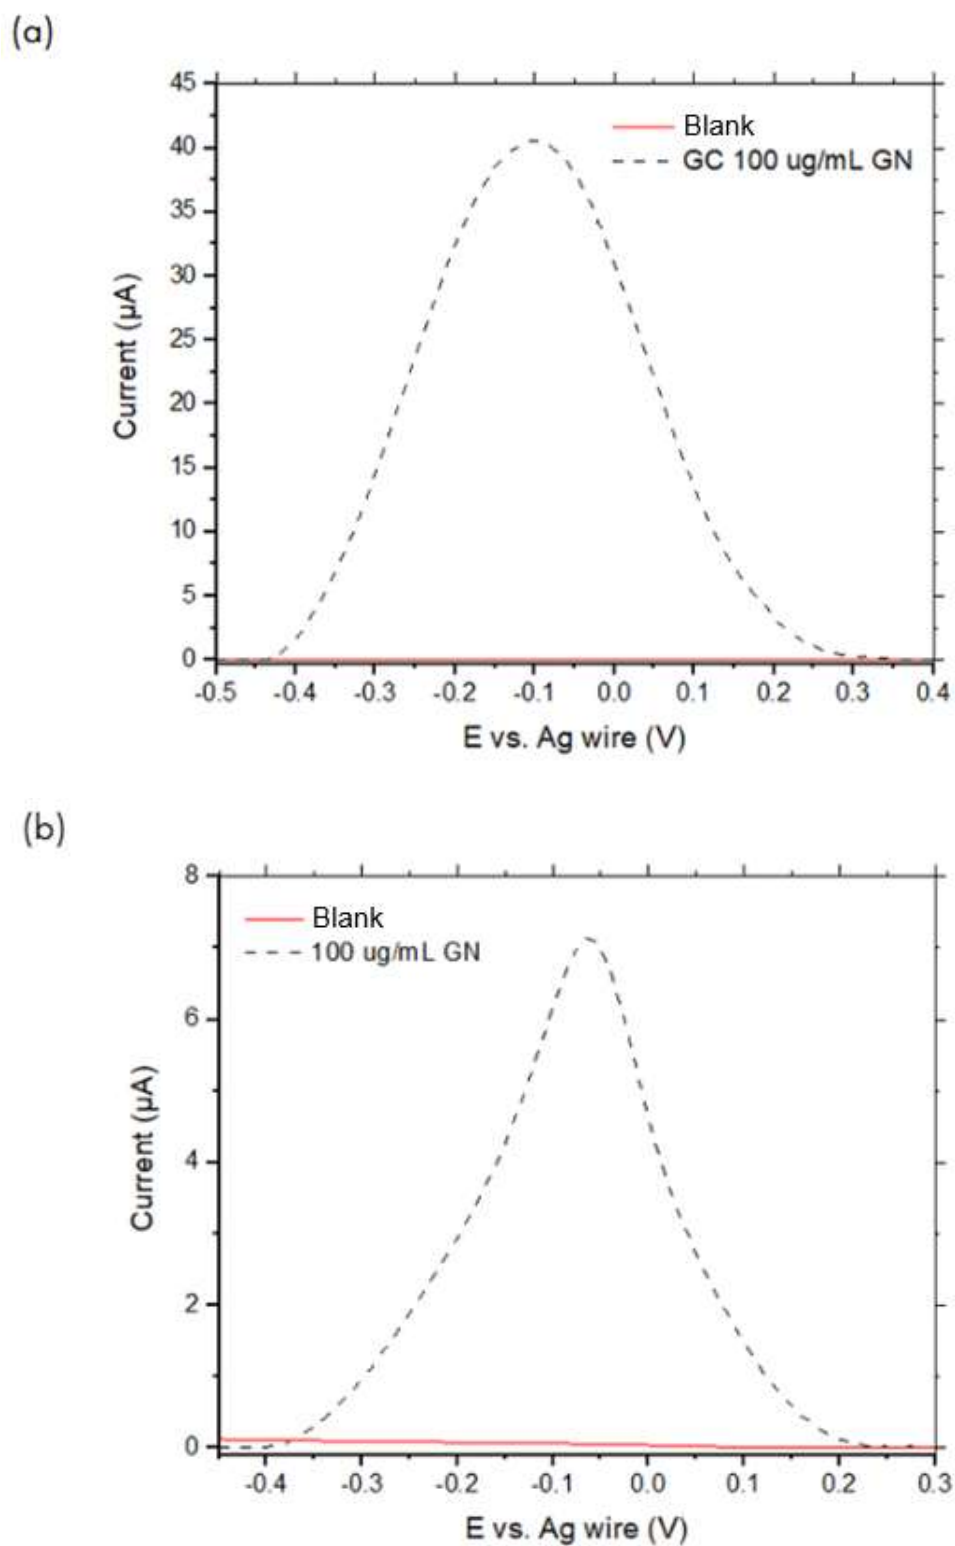 (a)
45
40
35
30
25
20
15
10
5
0
Current (µA)
Blank
GC 100 ug/mL GN
-0.5 -0.4 -0.3 -0.2 -0.1 0.0 0.1 0.2 0.3 0.4
E vs. Ag wire (V)
(b)
8
6
4
2
0
Current (µA)
Blank
100 ug/mL GN
-0.4 -0.3 -0.2 -0.1 0.0 0.1 0.2 0.3
E vs. Ag wire (V)